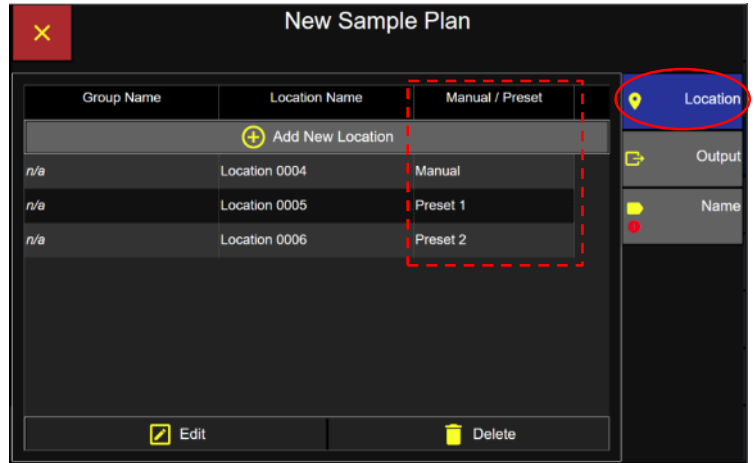 New Sample Plan
Group Name Location Name Manual / Preset
Add New Location
n/a Location 0004 Manual
n/a Location 0005 Preset 1
n/a Location 0006 Preset 2
Edit Delete
Location
Output
Name